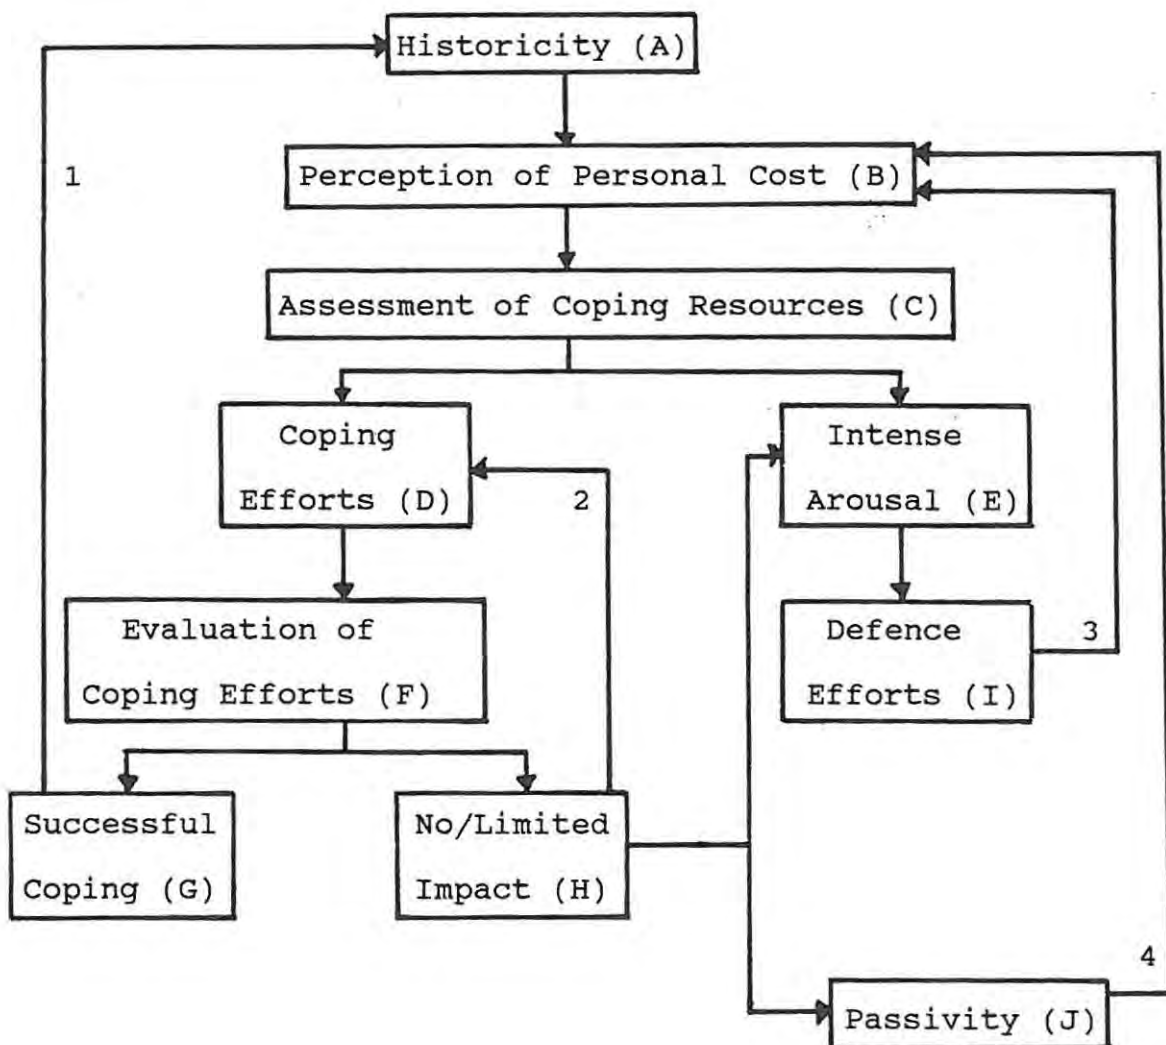 Historicity (A)
1
Perception of Personal Cost (B)
Assessment of Coping Resources (C)
Coping
Efforts (D)
2
Intense
Arousal (E)
Evaluation of
Coping Efforts (F)
Defence
Efforts (I)
3
Successful
Coping (G)
No/Limited
Impact (H)
4
Passivity (J)